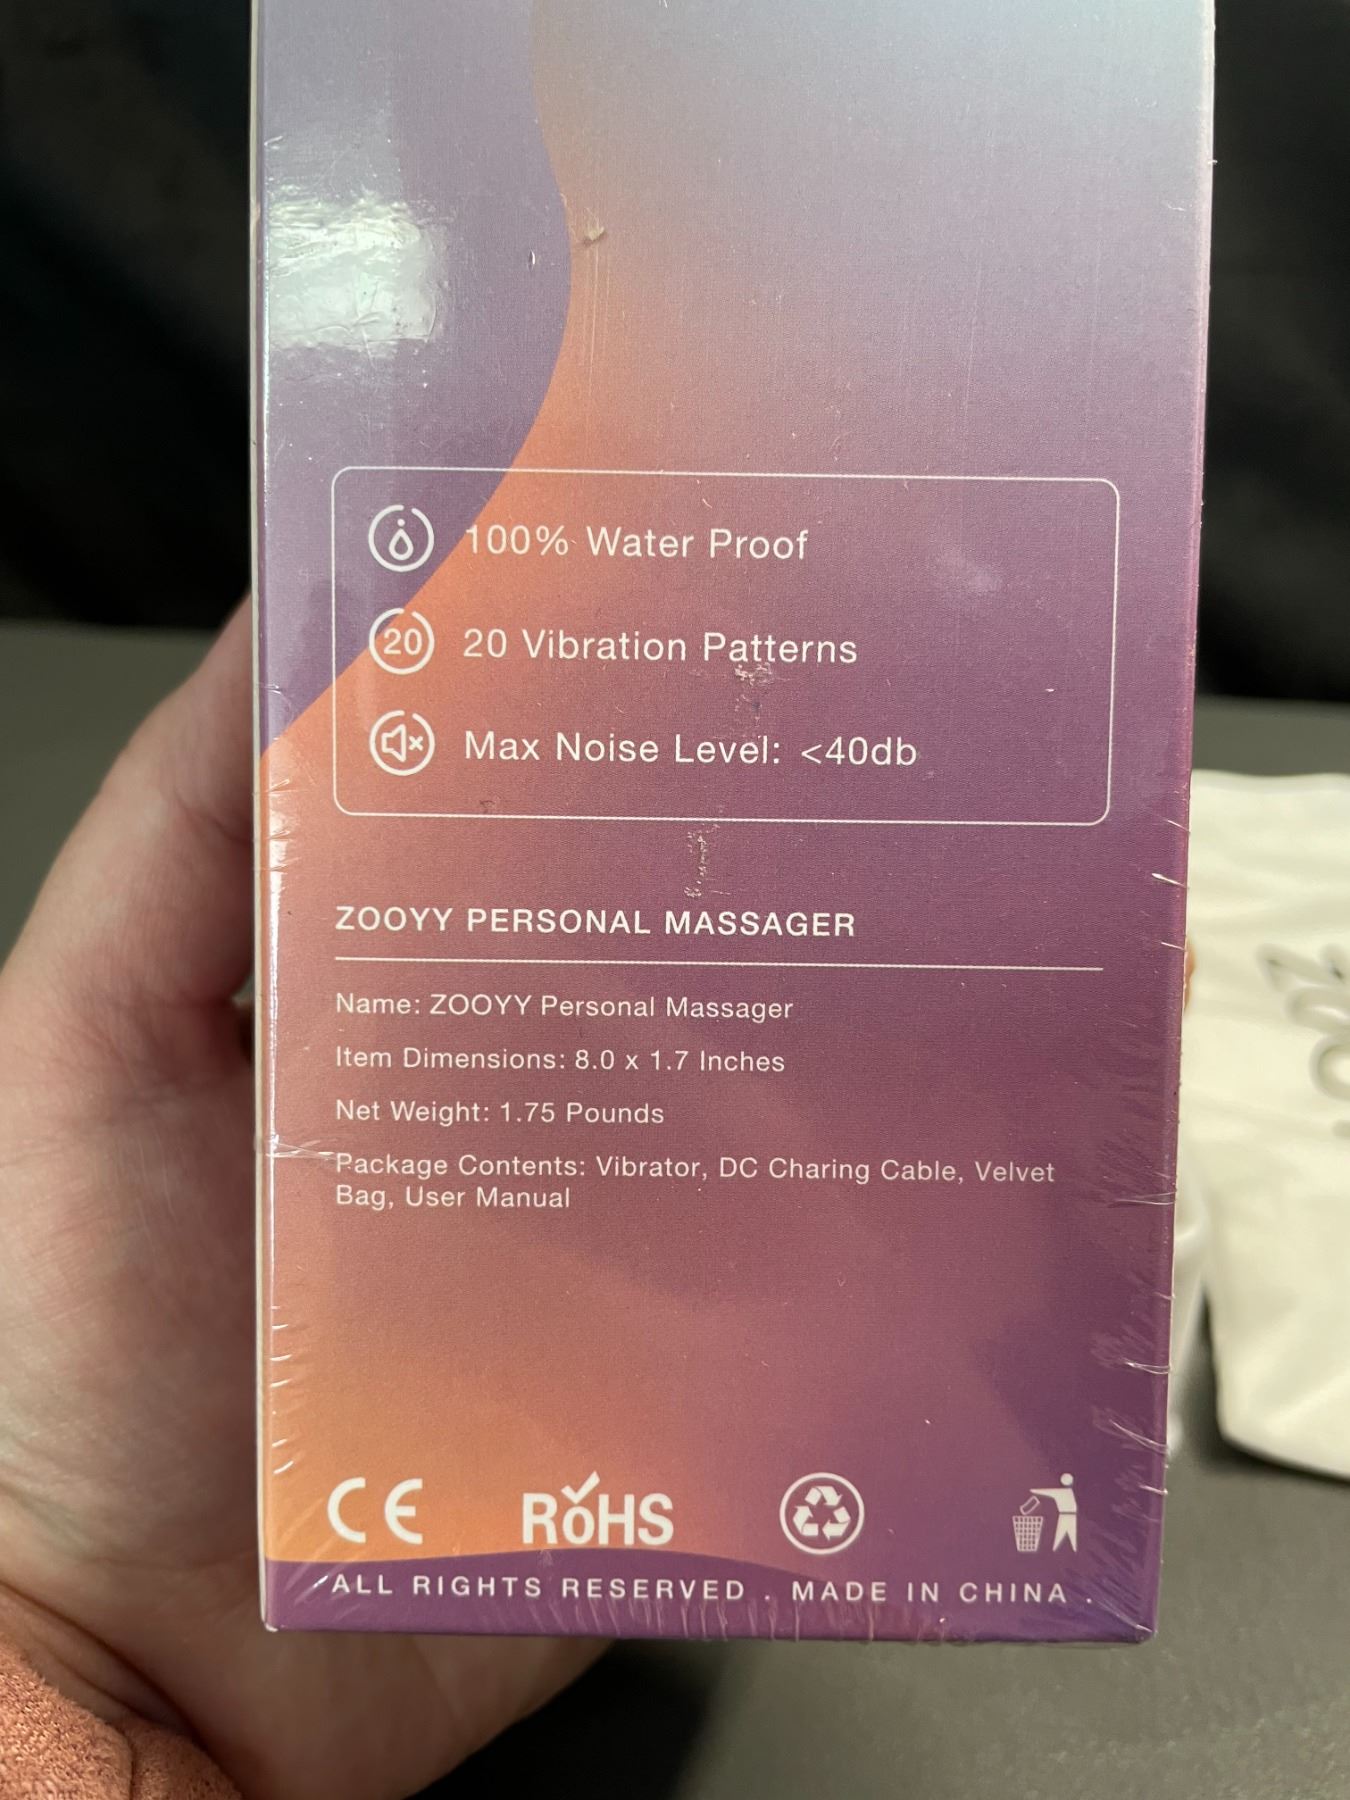 100% Water Proof
20
20 Vibration Patterns
Max Noise Level: <40db
ZOOYY PERSONAL MASSAGER
Name: ZOOYY Personal Massager
Item Dimensions: 8.0 x 1.7 Inches
Net Weight: 1.75 Pounds
Package Contents: Vibrator, DC Charing Cable, Velvet
Bag, User Manual
CE
RoHS
ALL RIGHTS RESERVED . MADE IN CHINA .